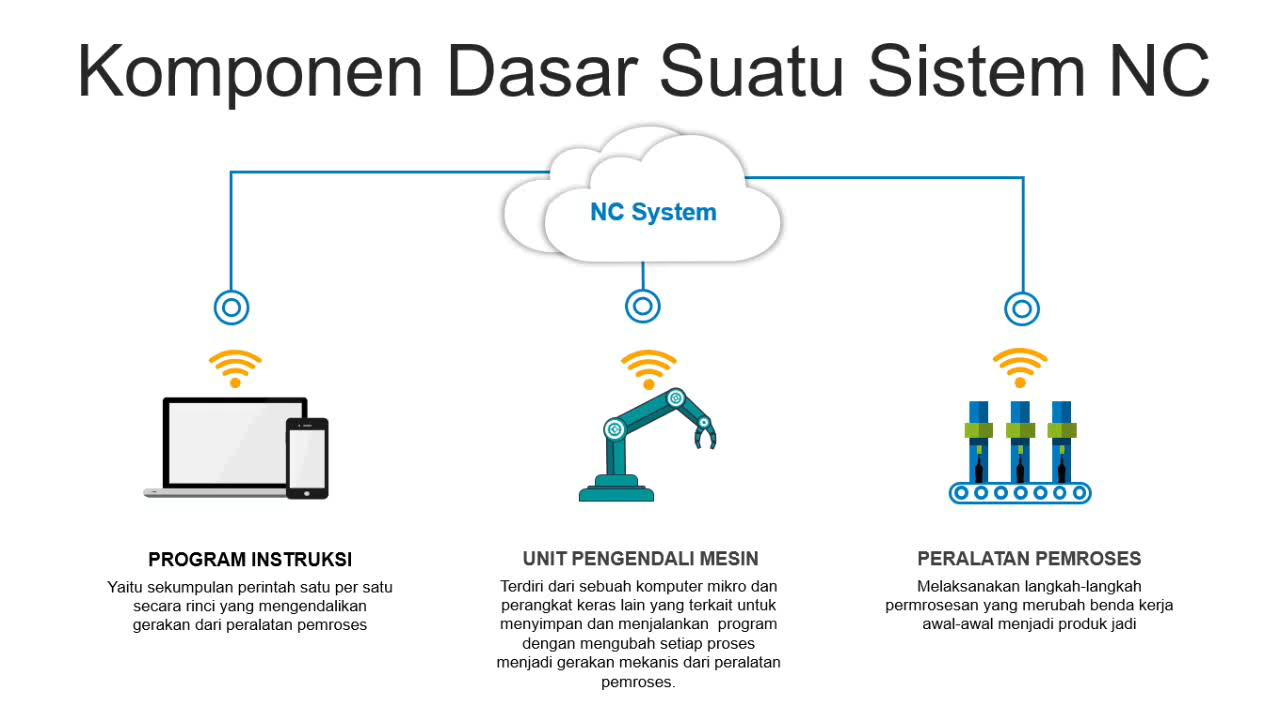 Komponen Dasar Suatu Sistem NC
NC System
PROGRAM INSTRUKSI
Yaitu sekumpulan perintah satu per satu
secara rinci yang mengendalikan
gerakan dari peralatan pemroses
UNIT PENGENDALI MESIN
Terdiri dari sebuah komputer mikro dan
perangkat keras lain yang terkait untuk
menyimpan dan menjalankan program
dengan mengubah setiap proses
menjadi gerakan mekanis dari peralatan
pemroses.
PERALATAN PEMROSES
Melaksanakan langkah-langkah
permrosesan yang merubah benda kerja
awal-awal menjadi produk jadi